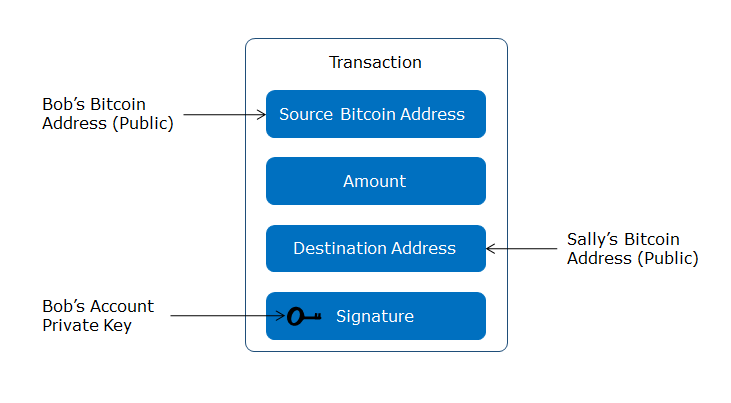 Transaction
Bob’s Bitcoin
Address (Public)
Source Bitcoin Address
Amount
Destination Address
Sally’s Bitcoin
Address (Public)
Bob’s Account
Private Key
Signature